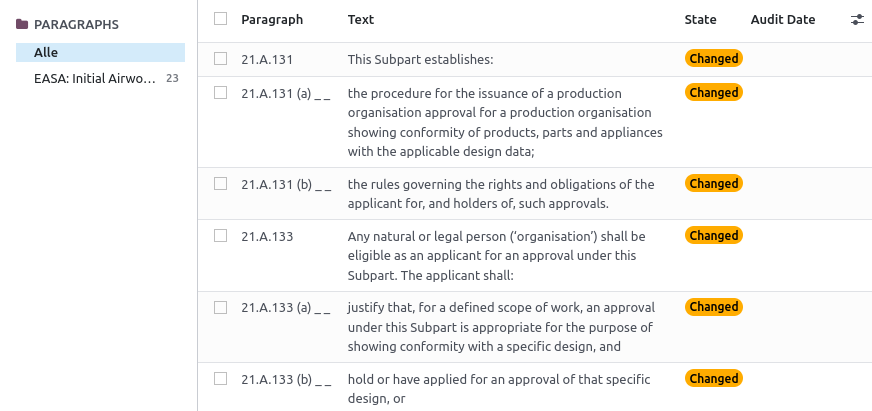 PARAGRAPHS
Alle
EASA: Initial Airwo... 23
Paragraph Text State Audit Date
21.A.131 This Subpart establishes: Changed
21.A.131 (a) _ _ the procedure for the issuance of a production Changed
organisation approval for a production organisation
showing conformity of products, parts and appliances
with the applicable design data;
21.A.131 (b) _ _ the rules governing the rights and obligations of the Changed
applicant for, and holders of, such approvals.
21.A.133 Any natural or legal person (‘organisation’) shall be Changed
eligible as an applicant for an approval under this
Subpart. The applicant shall:
21.A.133 (a) _ _ justify that, for a defined scope of work, an approval Changed
under this Subpart is appropriate for the purpose of
showing conformity with a specific design, and
21.A.133 (b) _ _ hold or have applied for an approval of that specific Changed
design, or